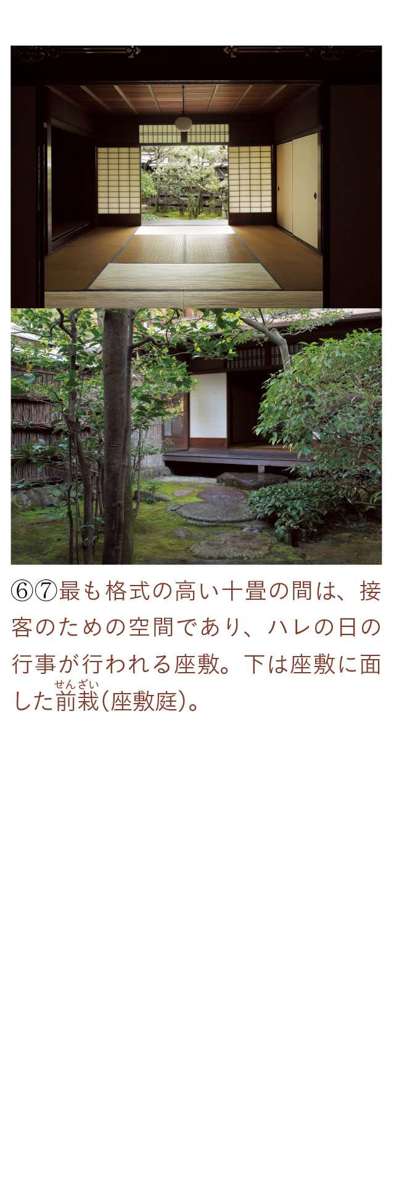 ⑥⑦最も格式の高い十畳の間は、接
客のための空間であり、ハレの日の
行事が行われる座敷。下は座敷に面
せんざい
した前栽(座敷庭)。